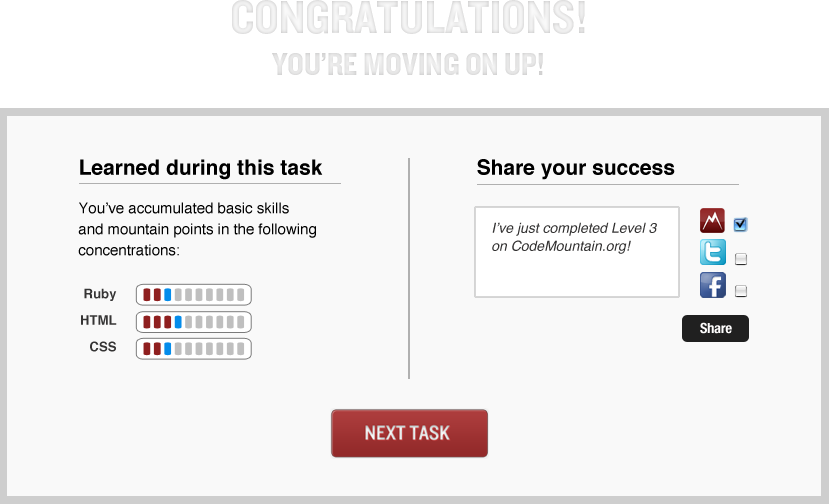 CONGRATULATIONS!
YOU'RE MOVING ON UP!
Learned during this task
You've accumulated basic skills
and mountain points in the following
concentrations:
Ruby
HTML
CSS
Share your success
I've just completed Level 3
on CodeMountain.org!
Share
NEXT TASK